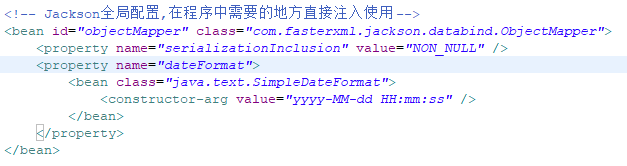 <!-- Jackson全局配置,在程序中需要的地方直接注入使用-->
<bean id="objectMapper" class="com.fasterxml.jackson.databind.ObjectMapper">
    <property name="serializationInclusion" value="NON_NULL" />
    <property name="dateFormat">
        <bean class="java.text.SimpleDateFormat">
            <constructor-arg value="yyyy-MM-dd HH:mm:ss" />
        </bean>
    </property>
</bean>